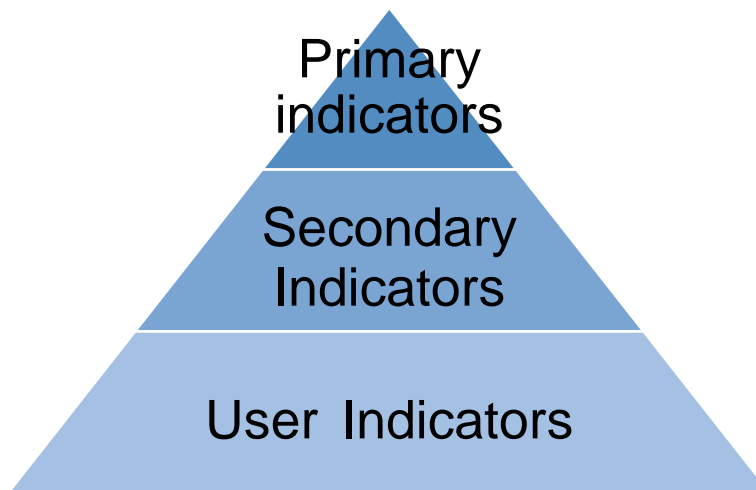 Primary
indicators
Secondary
Indicators
User Indicators